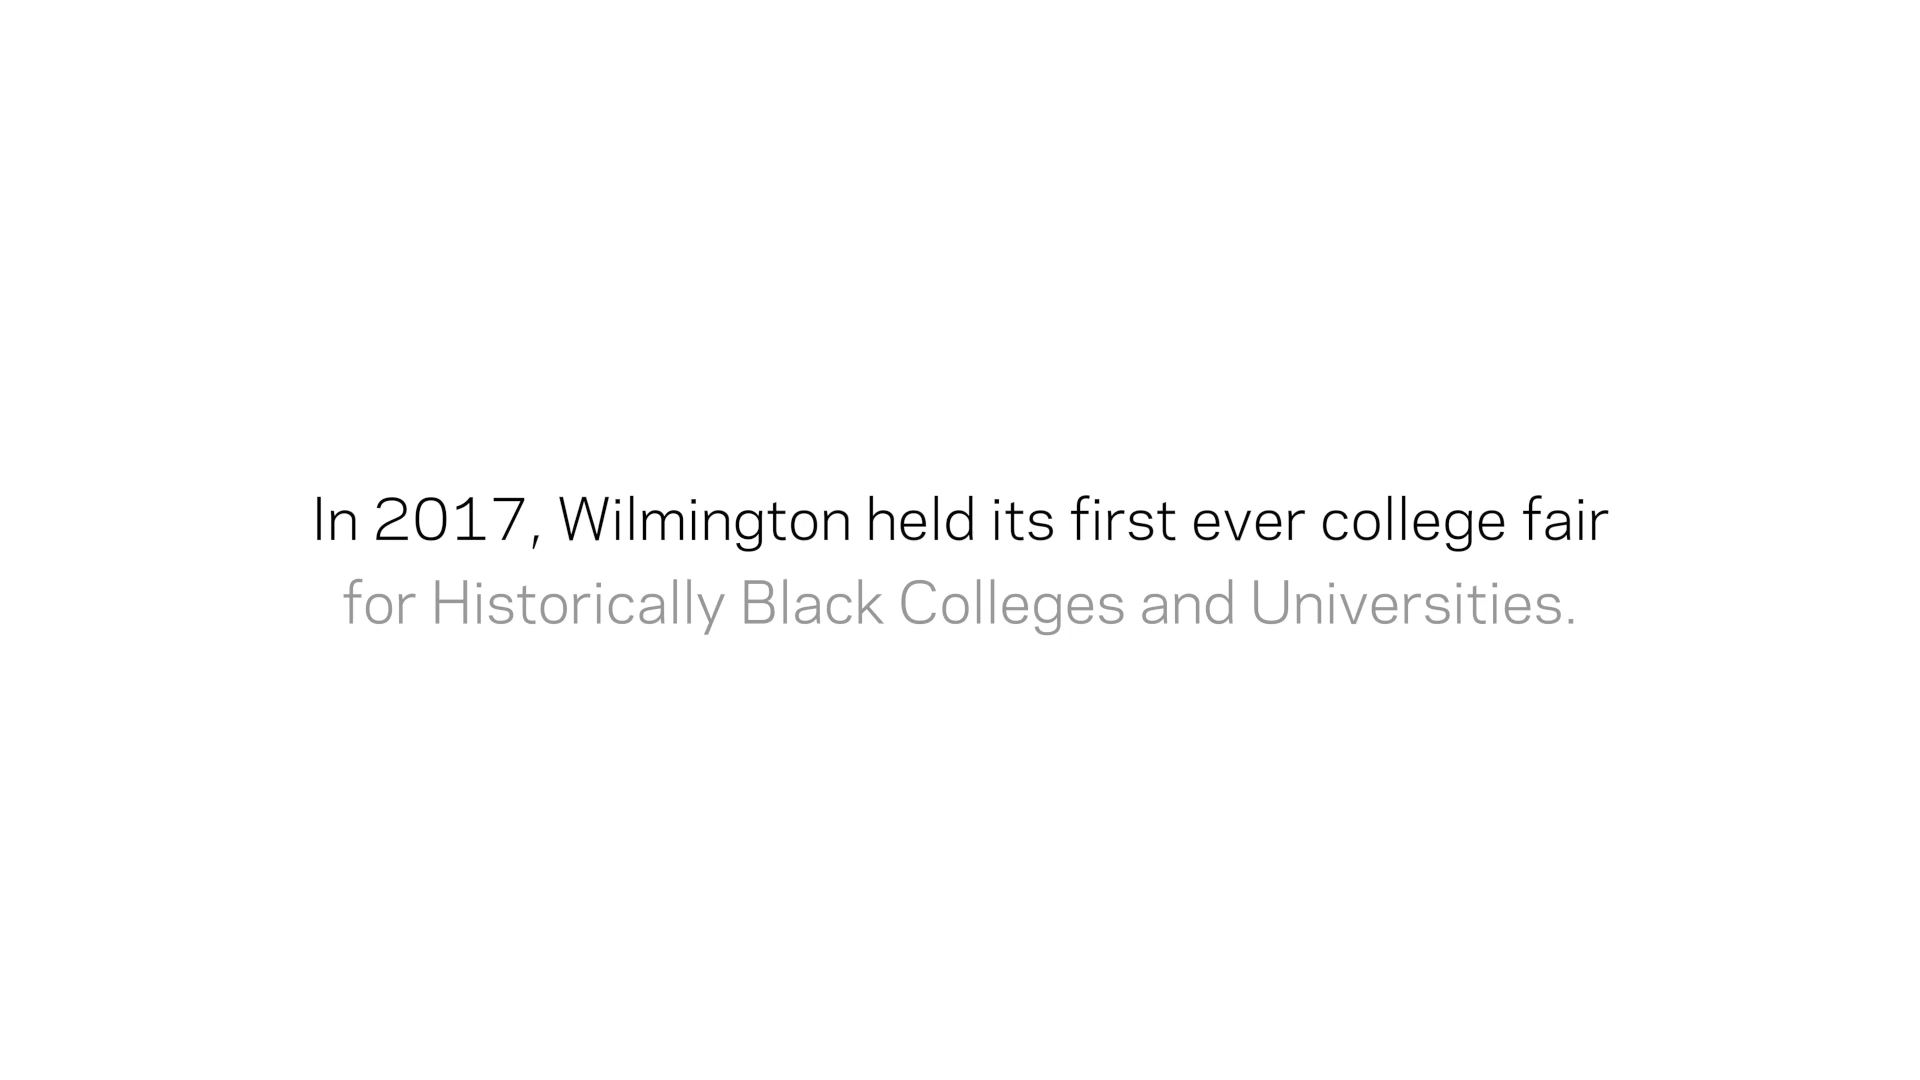 In 2017, Wilmington held its first ever college fair
for Historically Black Colleges and Universities.